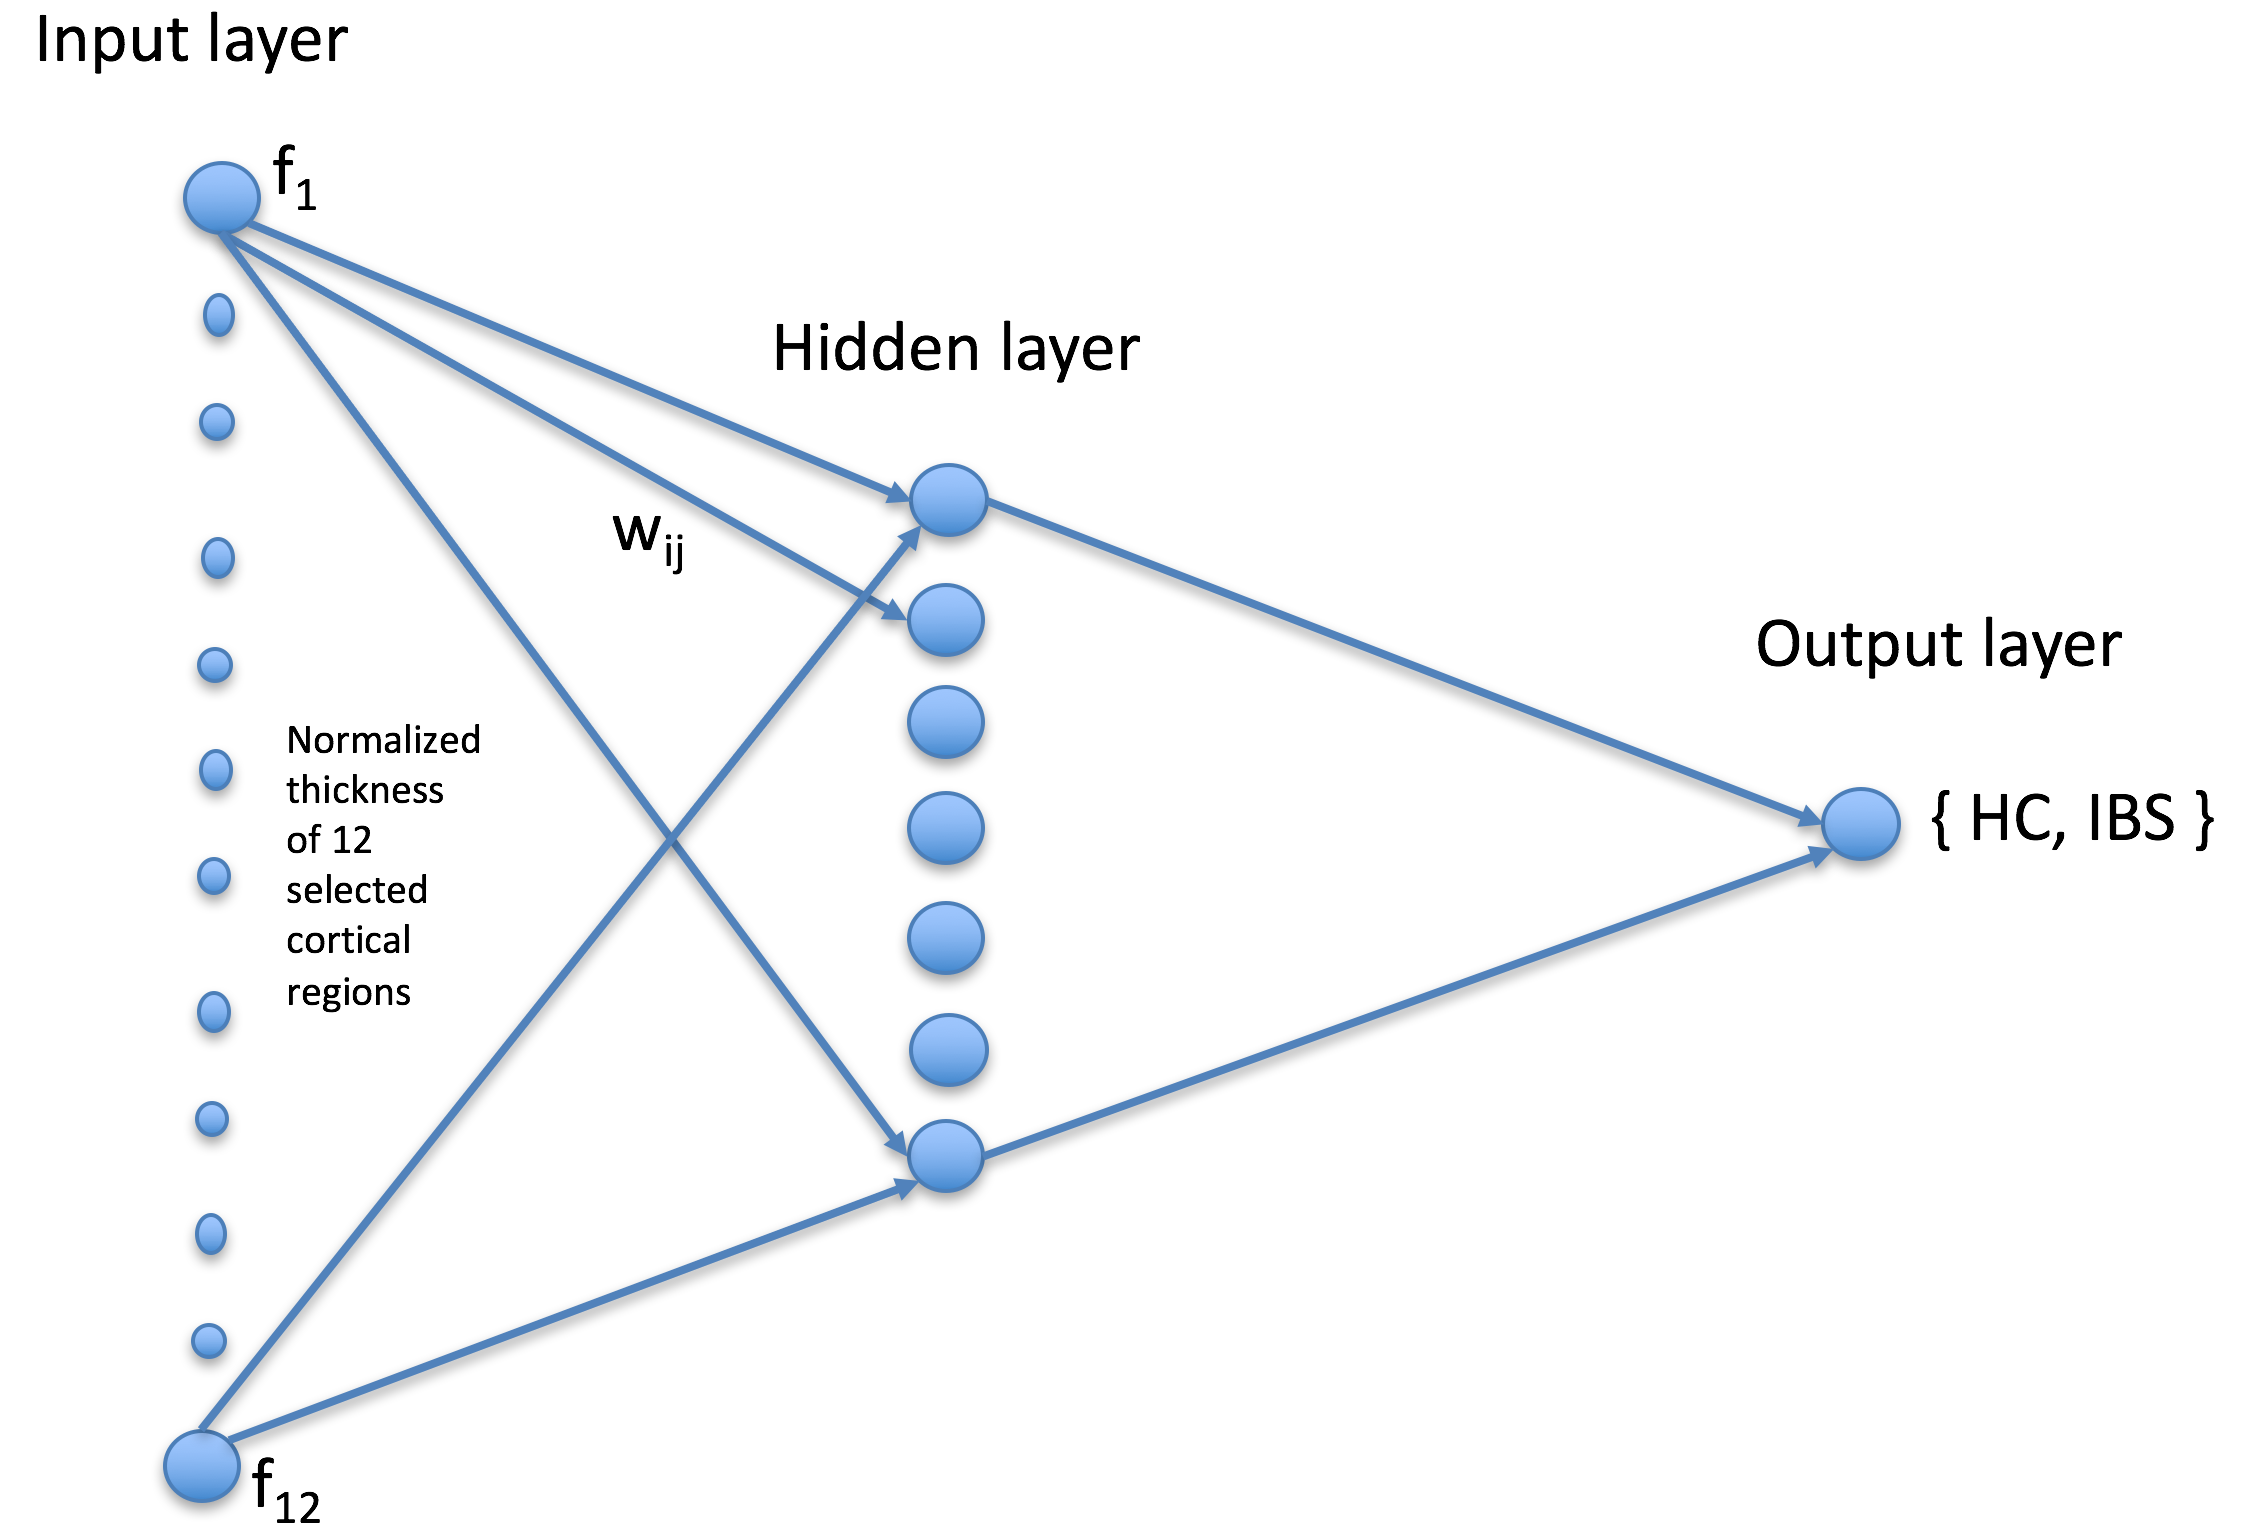 Input layer
f1
Hidden layer
wij
Output layer
Normalized
thickness
of 12
selected
cortical
regions
{ HC, IBS }
f12